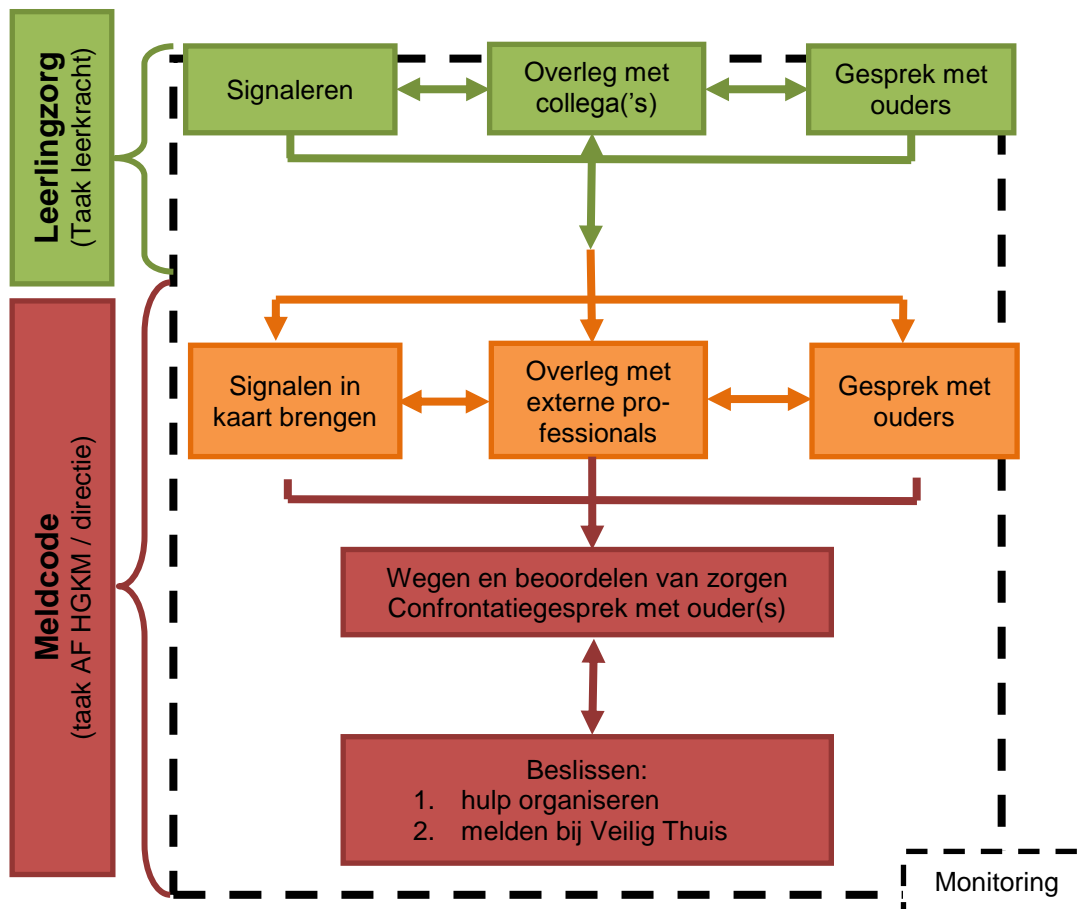 Leerlingzorg
(Taak leerkracht)
Signaleren
Overleg met
collega('s)
Gesprek met
ouders
Meldcode
(taak AF HGKM / directie)
Signalen in
kaart brengen
Overleg met
externe pro-
fessionals
Gesprek met
ouders
Wegen en beoordelen van zorgen
Confrontatiegesprek met ouder(s)
Beslissen:
1. hulp organiseren
2. melden bij Veilig Thuis
Monitoring